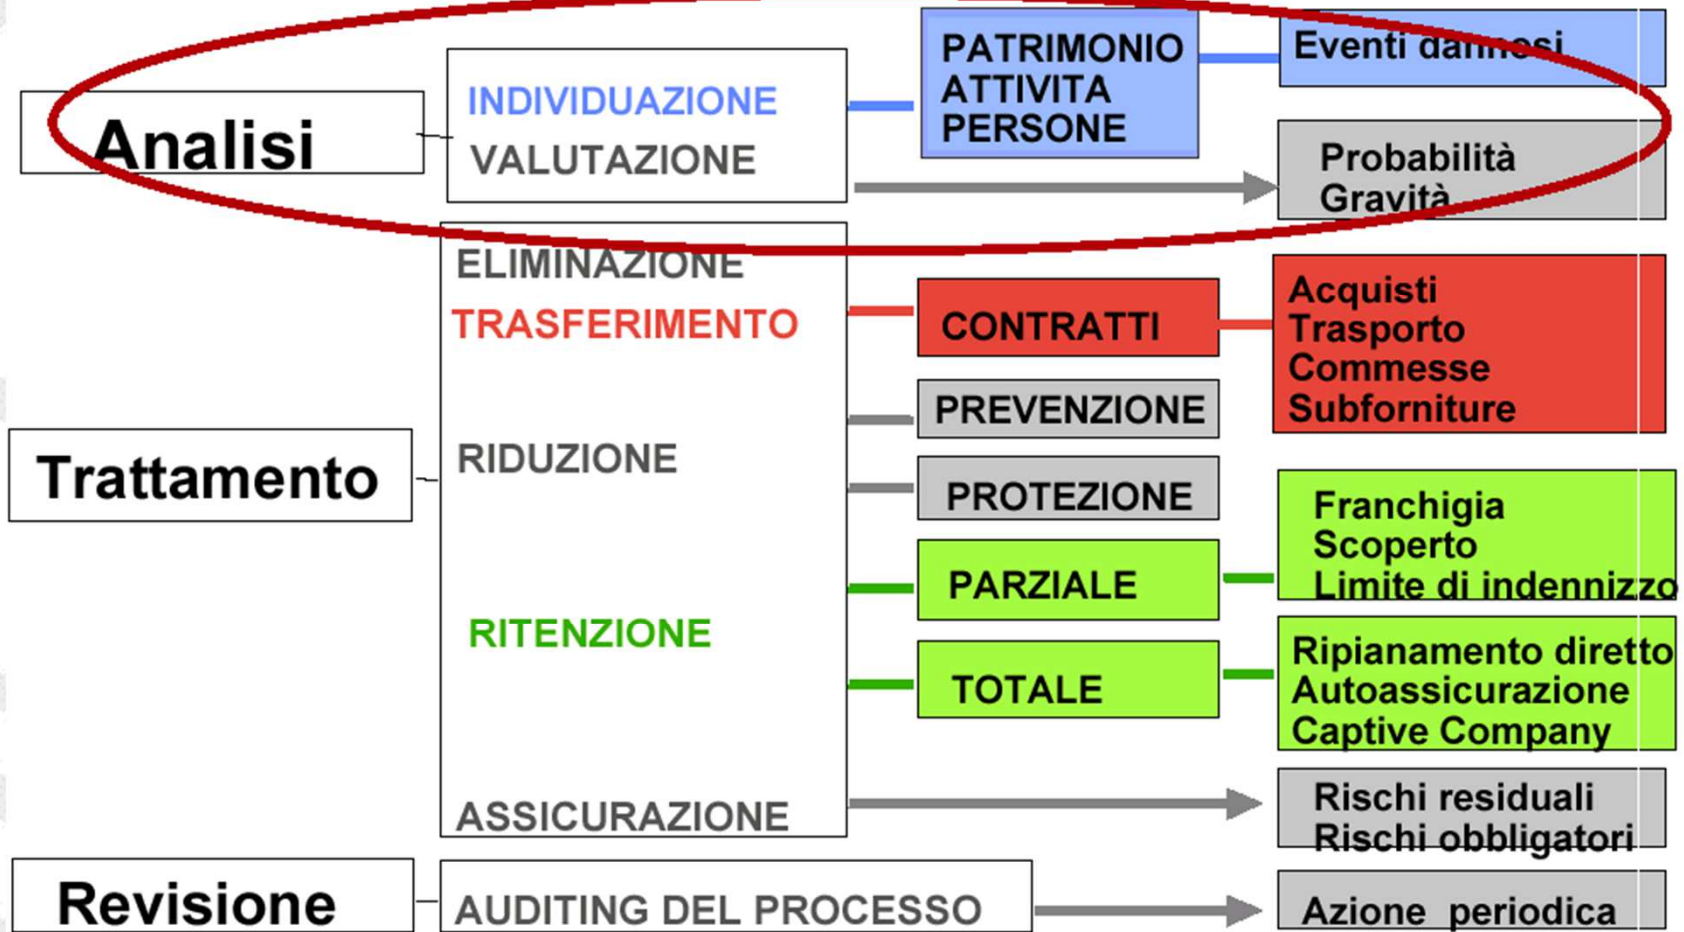 Analisi
INDIVIDUAZIONE
VALUTAZIONE
PATRIMONIO
ATTIVITA
PERSONE
Eventi dannosi
Probabilità
Gravità
Trattamento
ELIMINAZIONE
TRASFERIMENTO
RIDUZIONE
RITENZIONE
ASSICURAZIONE
CONTRATTI
Acquisti
Trasporto
Commesse
Subforniture
PREVENZIONE
PROTEZIONE
PARZIALE
Franchigia
Scoperto
Limite di indennizzo
TOTALE
Ripianamento diretto
Autoassicurazione
Captive Company
Rischi residuali
Rischi obbligatori
Revisione
AUDITING DEL PROCESSO
Azione periodica